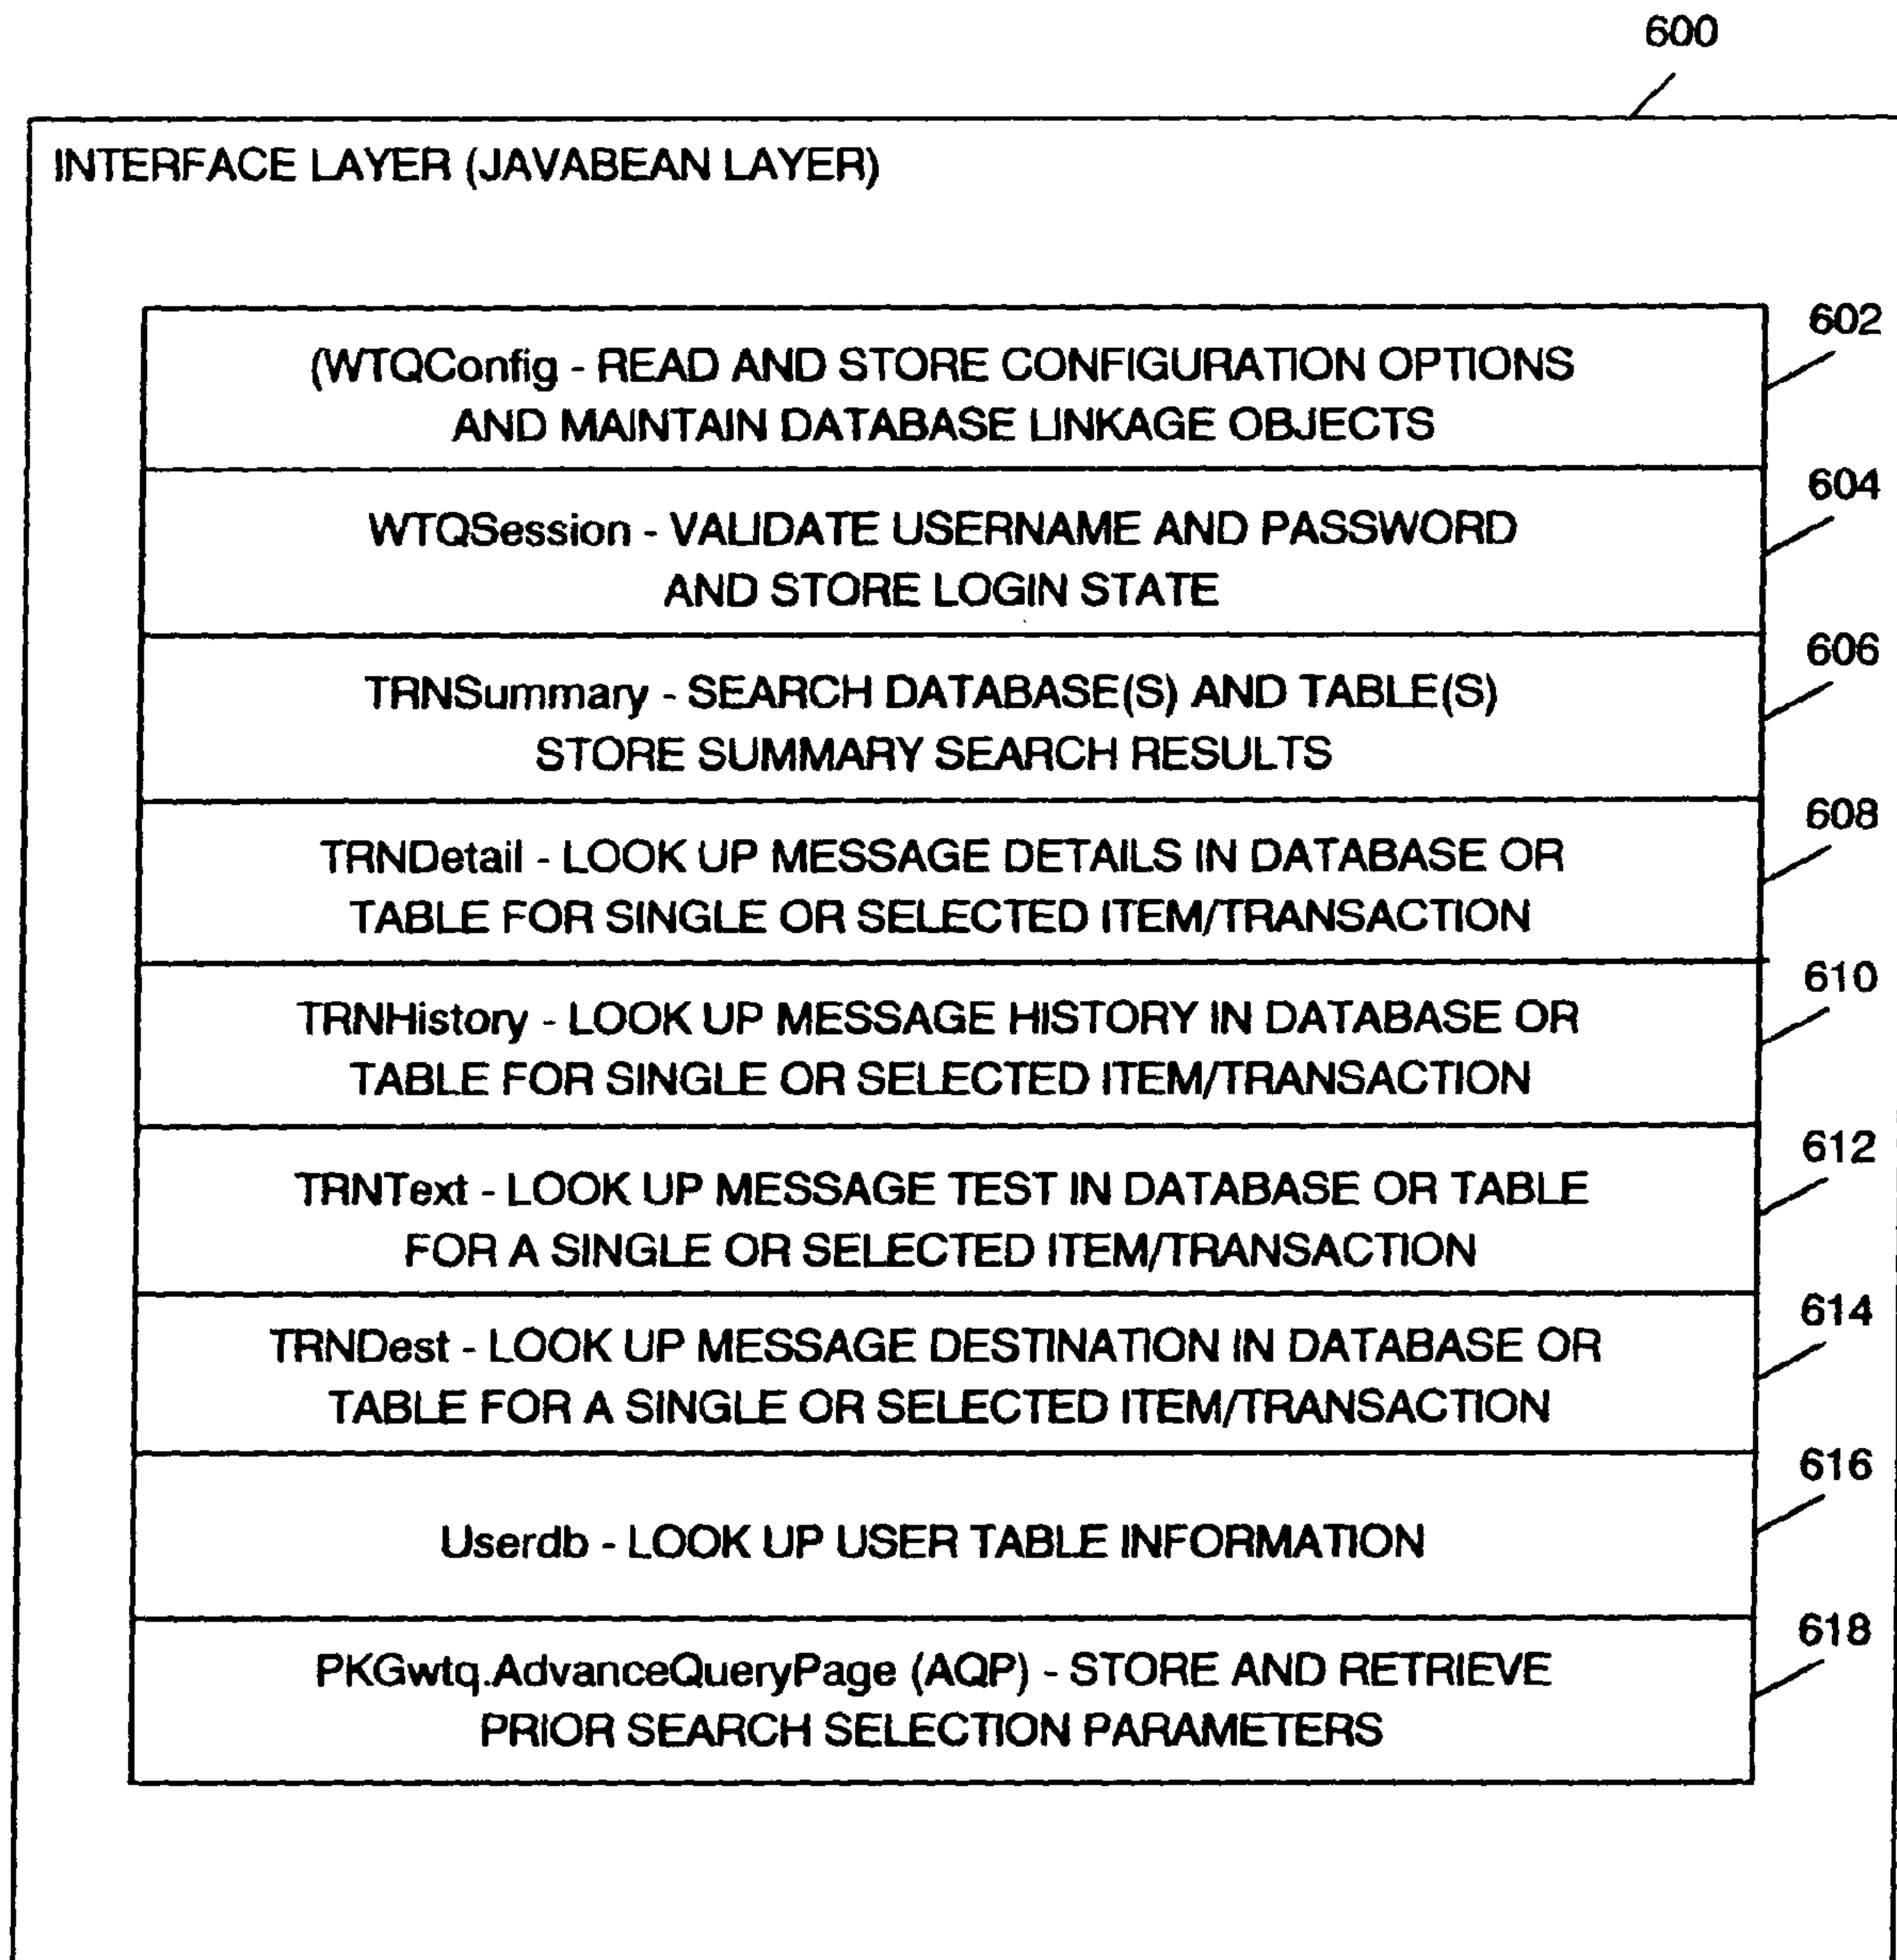 600
INTERFACE LAYER (JAVABEAN LAYER)
602
(WTQConfig - READ AND STORE CONFIGURATION OPTIONS
AND MAINTAIN DATABASE LINKAGE OBJECTS
604
WTQSession - VALIDATE USERNAME AND PASSWORD
AND STORE LOGIN STATE
606
TRNSummary - SEARCH DATABASE(S) AND TABLE(S)
STORE SUMMARY SEARCH RESULTS
608
TRNDetail - LOOK UP MESSAGE DETAILS IN DATABASE OR
TABLE FOR SINGLE OR SELECTED ITEM/TRANSACTION
610
TRNHistory - LOOK UP MESSAGE HISTORY IN DATABASE OR
TABLE FOR SINGLE OR SELECTED ITEM/TRANSACTION
612
TRNText - LOOK UP MESSAGE TEST IN DATABASE OR TABLE
FOR A SINGLE OR SELECTED ITEM/TRANSACTION
614
TRNDest - LOOK UP MESSAGE DESTINATION IN DATABASE OR
TABLE FOR A SINGLE OR SELECTED ITEM/TRANSACTION
616
Userdb - LOOK UP USER TABLE INFORMATION
618
PKGwtq.AdvanceQueryPage (AQP) - STORE AND RETRIEVE
PRIOR SEARCH SELECTION PARAMETERS